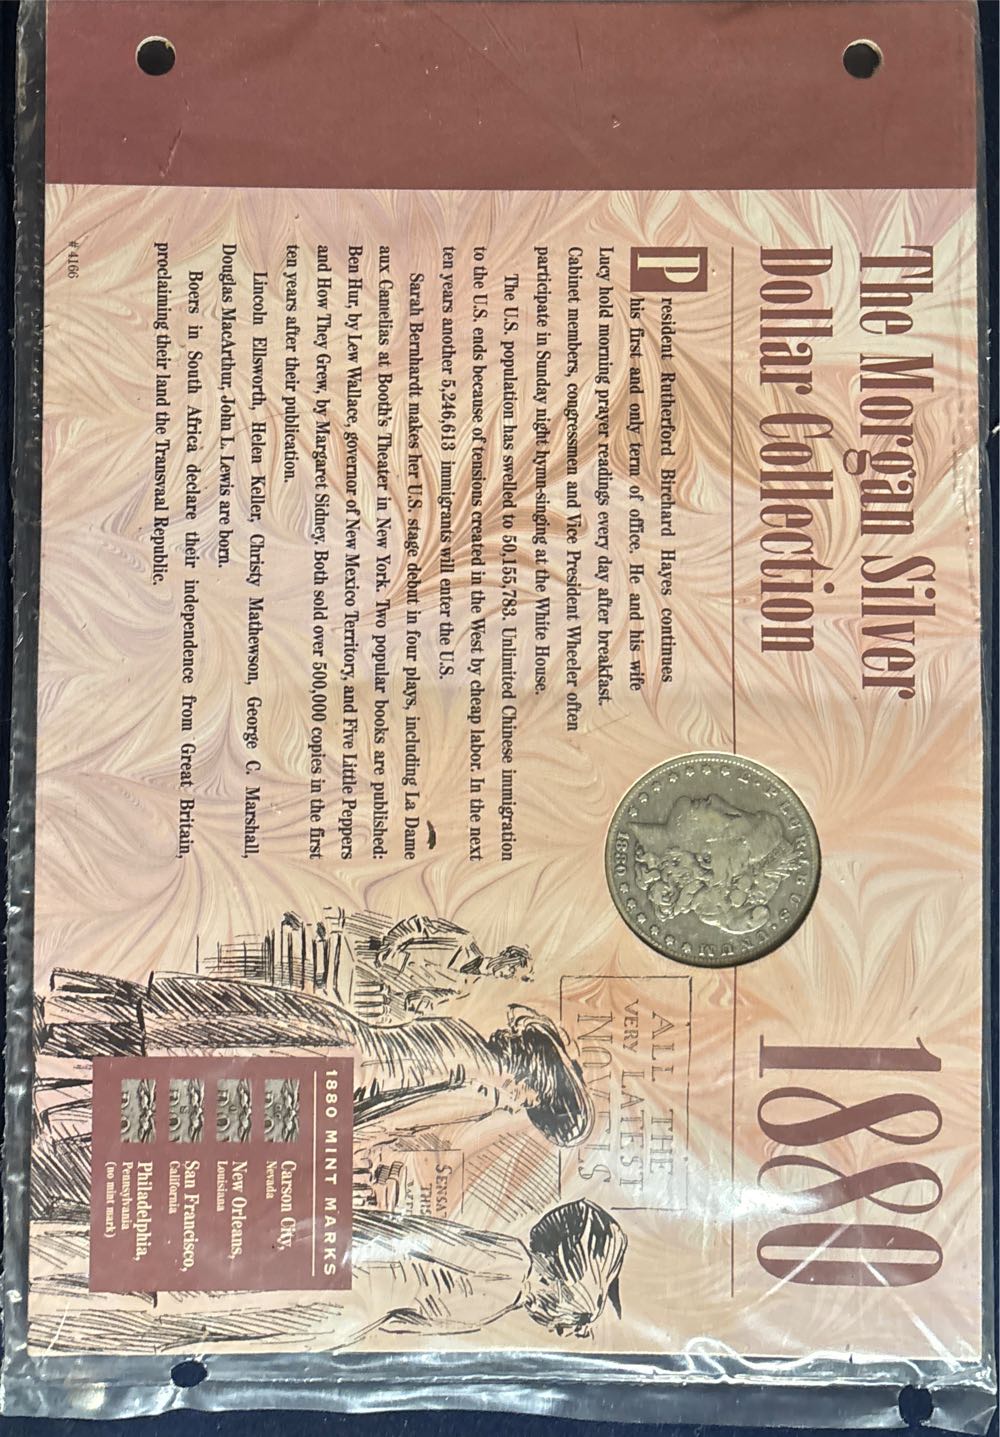 The Morgan Silver
Dollar Collection
1880
President Rutherford Birchard Hayes continues
his first and only term of office. He and his wife
Lucy hold morning prayer readings every day after breakfast.
Cabinet members, congressmen and Vice President Wheeler often
participate in Sunday night hymn-singing at the White House.
The U.S. population has swelled to 50,155,783. Unlimited Chinese immigration
to the U.S. ends because of tensions created in the West by cheap labor. In the next
ten years another 5,246,613 immigrants will enter the U.S.
Sarah Bernhardt makes her U.S. stage debut in four plays, including La Dame
aux Camelias at Booth's Theater in New York. Two popular books are published:
Ben Hur, by Lew Wallace, governor of New Mexico Territory, and Five Little Peppers
and How They Grew, by Margaret Sidney. Both sold over 500,000 copies in the first
ten years after their publication.
Lincoln Ellsworth, Helen Keller, Christy Mathewson, George C. Marshall,
Douglas MacArthur, John L. Lewis are born.
Boers in South Africa declare their independence from Great Britain,
proclaiming their land the Transvaal Republic.
#4166
E·PLURIBUS·UNUM
1880
ALL THE
VERY LATEST
NOVELS
SENSA
THE
1880 MINT MARKS
Carson City,
Nevada
New Orleans,
Louisiana
San Francisco,
California
Philadelphia,
Pennsylvania
(no mint mark)